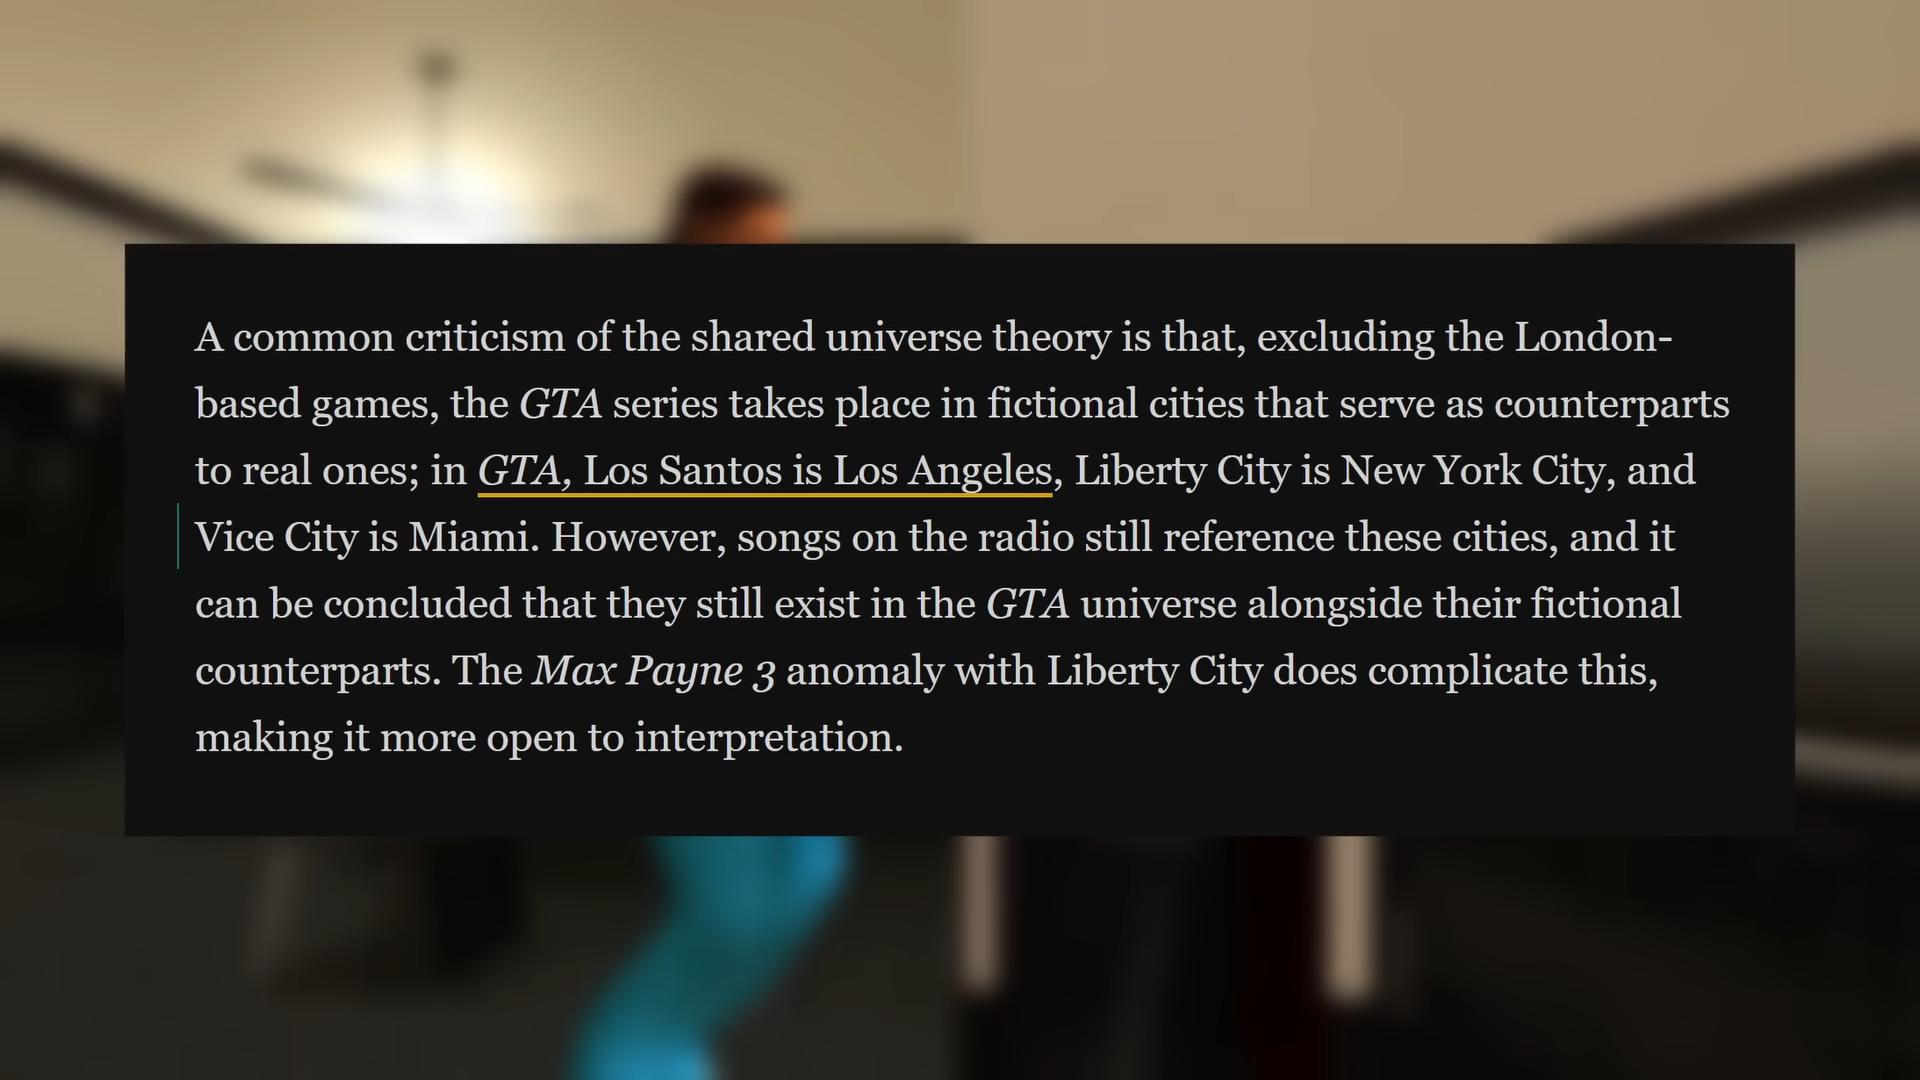 A common criticism of the shared universe theory is that, excluding the London-
based games, the GTA series takes place in fictional cities that serve as counterparts
to real ones; in GTA, Los Santos is Los Angeles, Liberty City is New York City, and
Vice City is Miami. However, songs on the radio still reference these cities, and it
can be concluded that they still exist in the GTA universe alongside their fictional
counterparts. The Max Payne 3 anomaly with Liberty City does complicate this,
making it more open to interpretation.